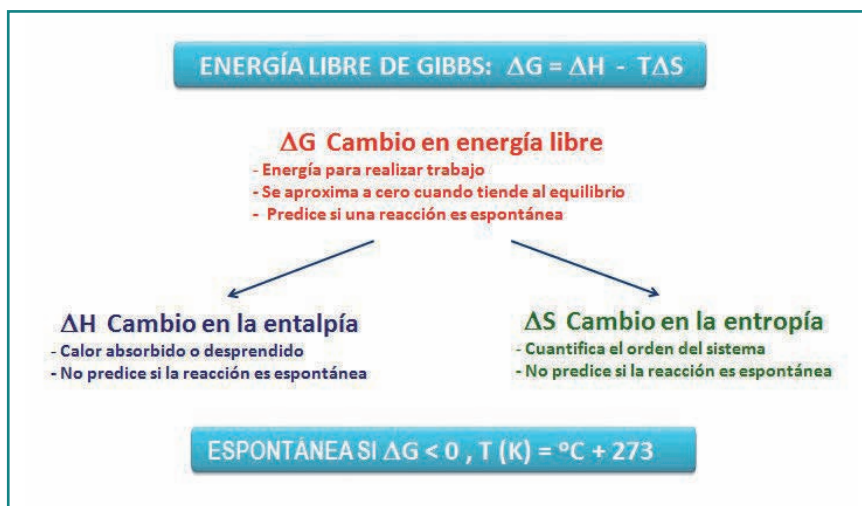 ENERGÍA LIBRE DE GIBBS: ΔG = ΔH - TΔS
ΔG Cambio en energía libre
- Energía para realizar trabajo
- Se aproxima a cero cuando tiende al equilibrio
- Predice si una reacción es espontánea
ΔH Cambio en la entalpía
- Calor absorbido o desprendido
- No predice si la reacción es espontánea
ΔS Cambio en la entropía
- Cuantifica el orden del sistema
- No predice si la reacción es espontánea
ESPONTÁNEA SI ΔG < 0 , T (K) = ºC + 273